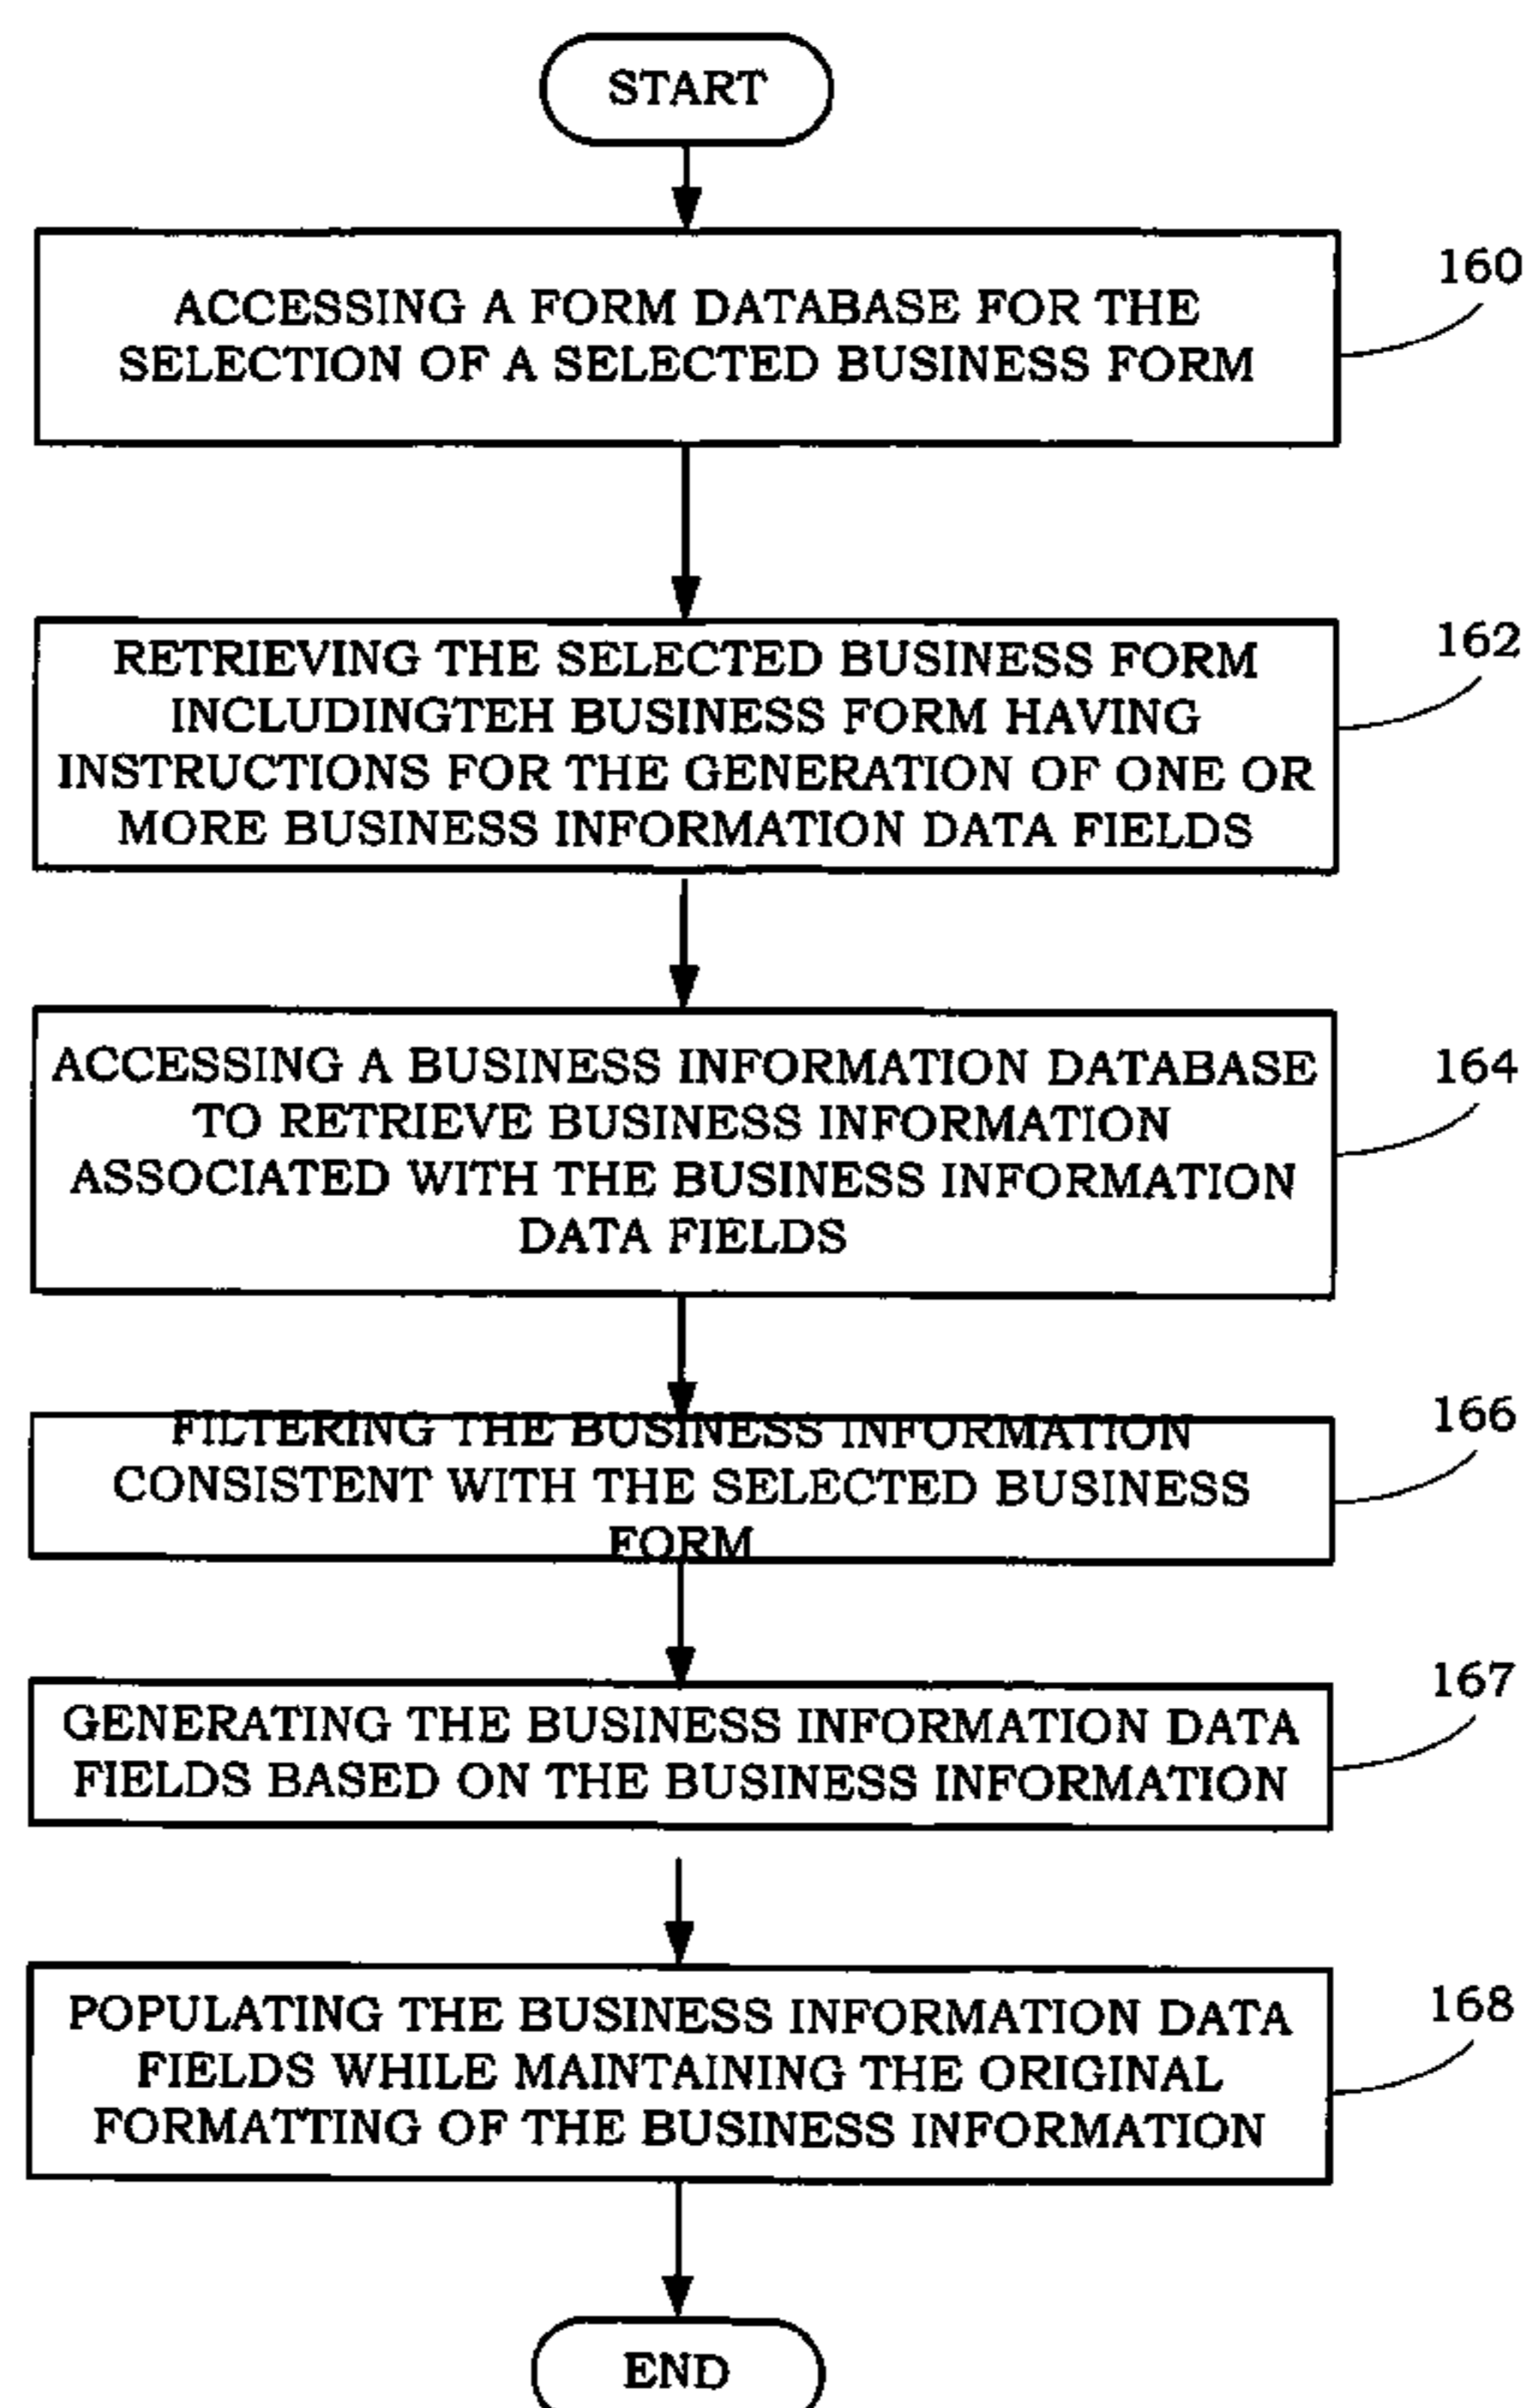 START
160
ACCESSING A FORM DATABASE FOR THE
SELECTION OF A SELECTED BUSINESS FORM
162
RETRIEVING THE SELECTED BUSINESS FORM
INCLUDINGTEH BUSINESS FORM HAVING
INSTRUCTIONS FOR THE GENERATION OF ONE OR
MORE BUSINESS INFORMATION DATA FIELDS
164
ACCESSING A BUSINESS INFORMATION DATABASE
TO RETRIEVE BUSINESS INFORMATION
ASSOCIATED WITH THE BUSINESS INFORMATION
DATA FIELDS
166
FILTERING THE BUSINESS INFORMATION
CONSISTENT WITH THE SELECTED BUSINESS
FORM
167
GENERATING THE BUSINESS INFORMATION DATA
FIELDS BASED ON THE BUSINESS INFORMATION
168
POPULATING THE BUSINESS INFORMATION DATA
FIELDS WHILE MAINTAINING THE ORIGINAL
FORMATTING OF THE BUSINESS INFORMATION
END